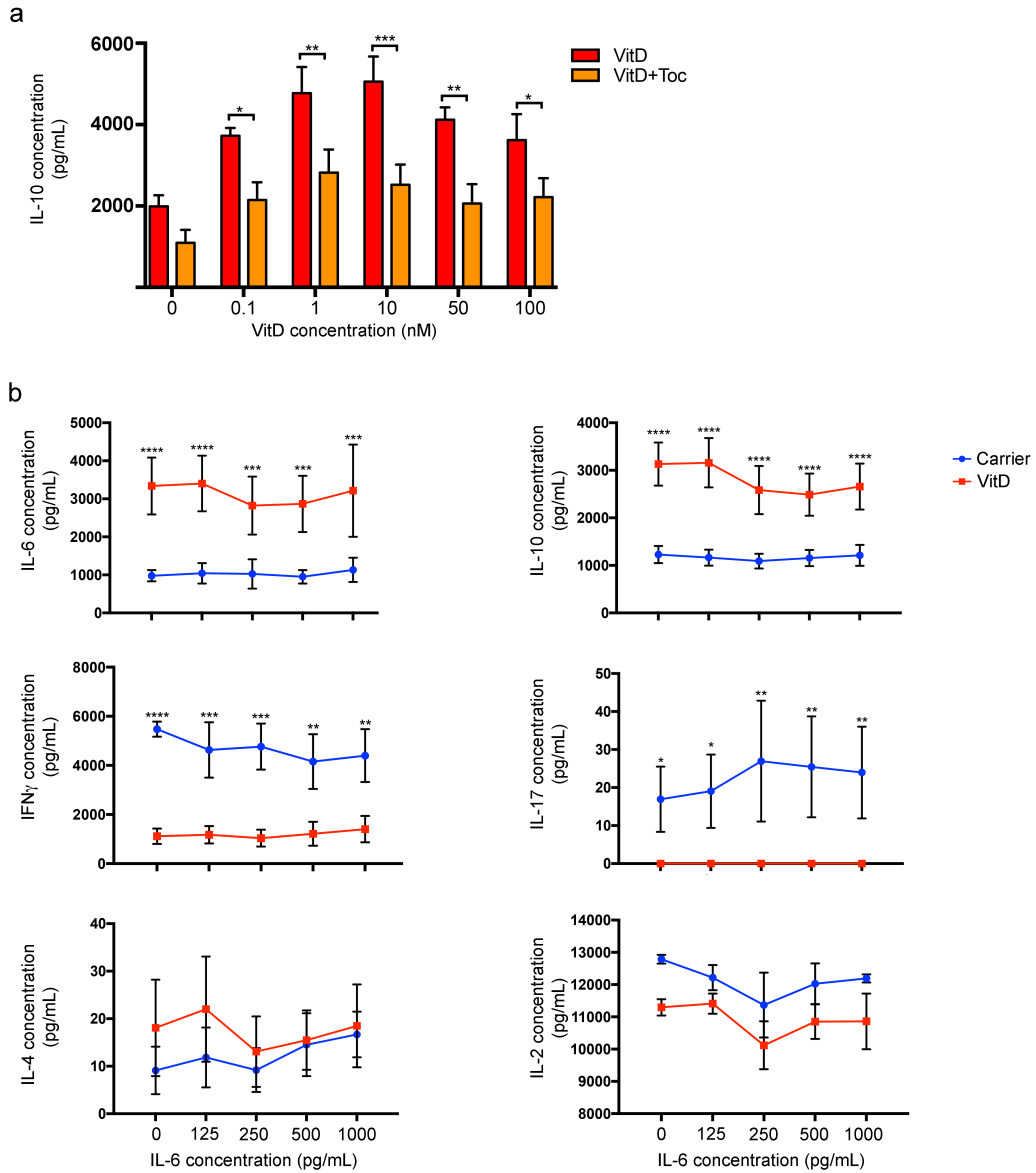 a
6000
4000
2000
IL-10 concentration
(pg/mL)
* ** *** ** *
VitD
VitD+Toc
0 0.1 1 10 50 100
VitD concentration (nM)
b
5000
4000
3000
2000
1000
0
IL-6 concentration
(pg/mL)
**** **** *** *** ***
4000
3000
2000
1000
0
IL-10 concentration
(pg/mL)
**** **** **** **** ****
Carrier
VitD
8000
6000
4000
2000
0
IFNγ concentration
(pg/mL)
**** *** *** ** **
50
40
30
20
10
0
IL-17 concentration
(pg/mL)
* * ** ** **
40
30
20
10
0
IL-4 concentration
(pg/mL)
0 125 250 500 1000
IL-6 concentration (pg/mL)
14000
13000
12000
11000
10000
9000
8000
IL-2 concentration
(pg/mL)
0 125 250 500 1000
IL-6 concentration (pg/mL)